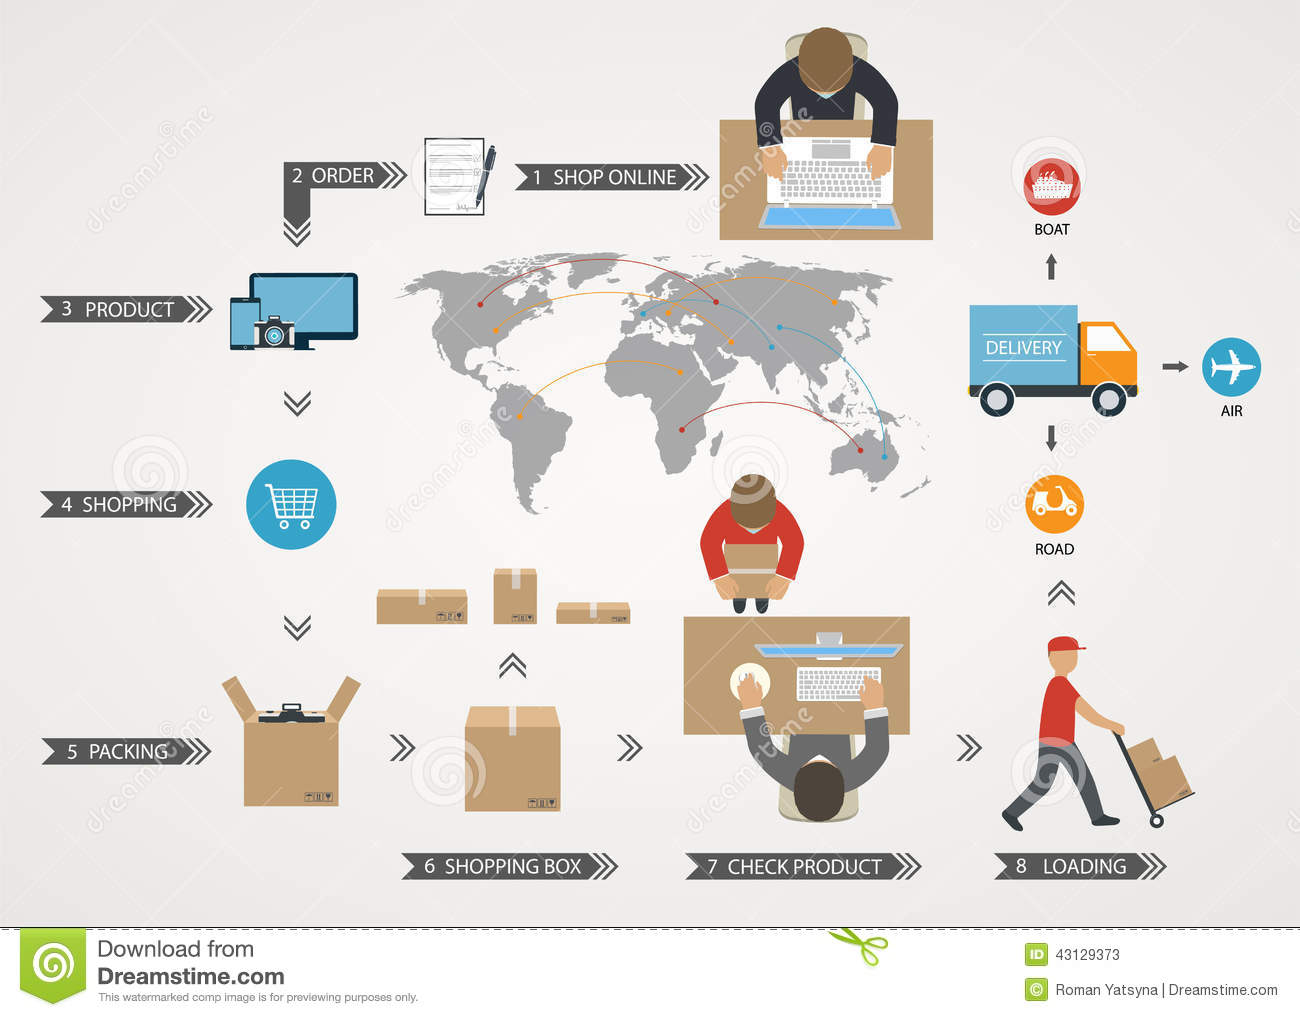 1 SHOP ONLINE
2 ORDER
3 PRODUCT
4 SHOPPING
5 PACKING
6 SHOPPING BOX
7 CHECK PRODUCT
8 LOADING
DELIVERY
BOAT
AIR
ROAD
dreamstime
Download from
Dreamstime.com
This watermarked comp image is for previewing purposes only.
ID 43129373
© Roman Yatsyna | Dreamstime.com